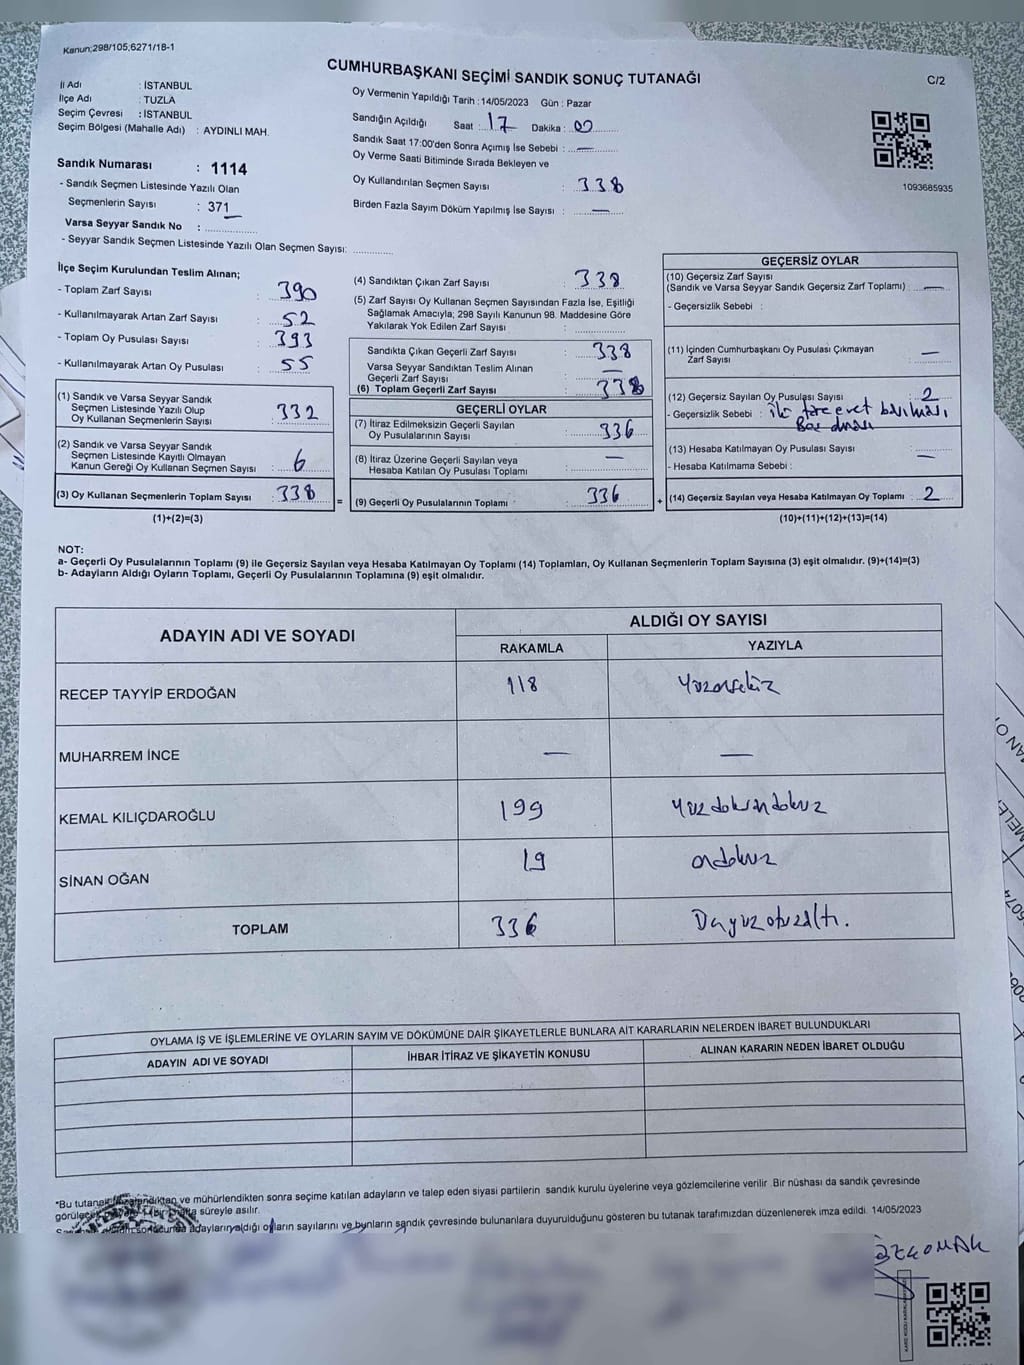 Kanun:298/105;6271/18-1
CUMHURBAŞKANI SEÇİMİ SANDIK SONUÇ TUTANAĞI
C/2
İl Adı : İSTANBUL
İlçe Adı : TUZLA
Seçim Çevresi : İSTANBUL
Seçim Bölgesi (Mahalle Adı) : AYDINLI MAH.
Sandık Numarası : 1114
- Sandık Seçmen Listesinde Yazılı Olan
Seçmenlerin Sayısı : 371
Varsa Seyyar Sandık No :
- Seyyar Sandık Seçmen Listesinde Yazılı Olan Seçmen Sayısı:
Oy Vermenin Yapıldığı Tarih : 14/05/2023 Gün : Pazar
Sandığın Açıldığı Saat : 17 Dakika : 00
Sandık Saat 17:00'den Sonra Açımış İse Sebebi : —
Oy Verme Saati Bitiminde Sırada Bekleyen ve
Oy Kullandırılan Seçmen Sayısı : 338
Birden Fazla Sayım Döküm Yapılmış İse Sayısı : —
1093685935
İlçe Seçim Kurulundan Teslim Alınan;
- Toplam Zarf Sayısı : 390
- Kullanılmayarak Artan Zarf Sayısı : 52
- Toplam Oy Pusulası Sayısı : 393
- Kullanılmayarak Artan Oy Pusulası : 55
(1) Sandık ve Varsa Seyyar Sandık
Seçmen Listesinde Yazılı Olup
Oy Kullanan Seçmenlerin Sayısı : 332
(2) Sandık ve Varsa Seyyar Sandık
Seçmen Listesinde Kayıtlı Olmayan
Kanun Gereği Oy Kullanan Seçmen Sayısı : 6
(3) Oy Kullanan Seçmenlerin Toplam Sayısı : 338
(1)+(2)=(3)
(4) Sandıktan Çıkan Zarf Sayısı : 338
(5) Zarf Sayısı Oy Kullanan Seçmen Sayısından Fazla İse, Eşitliği
Sağlamak Amacıyla; 298 Sayılı Kanunun 98. Maddesine Göre
Yakılarak Yok Edilen Zarf Sayısı :
Sandıkta Çıkan Geçerli Zarf Sayısı : 338
Varsa Seyyar Sandıktan Teslim Alınan
Geçerli Zarf Sayısı : —
(6) Toplam Geçerli Zarf Sayısı : 338
GEÇERLİ OYLAR
(7) İtiraz Edilmeksizin Geçerli Sayılan
Oy Pusulalarının Sayısı : 336
(8) İtiraz Üzerine Geçerli Sayılan veya
Hesaba Katılan Oy Pusulası Toplamı : —
= (9) Geçerli Oy Pusulalarının Toplamı : 336
GEÇERSİZ OYLAR
(10) Geçersiz Zarf Sayısı
(Sandık ve Varsa Seyyar Sandık Geçersiz Zarf Toplamı) : —
- Geçersizlik Sebebi :
(11) İçinden Cumhurbaşkanı Oy Pusulası Çıkmayan
Zarf Sayısı —
(12) Geçersiz Sayılan Oy Pusulası Sayısı : 2
- Geçersizlik Sebebi : iki evet
(13) Hesaba Katılmayan Oy Pusulası Sayısı : —
- Hesaba Katılmama Sebebi :
+ (14) Geçersiz Sayılan veya Hesaba Katılmayan Oy Toplamı : 2
(10)+(11)+(12)+(13)=(14)
NOT:
a- Geçerli Oy Pusulalarının Toplamı (9) ile Geçersiz Sayılan veya Hesaba Katılmayan Oy Toplamı (14) Toplamları, Oy Kullanan Seçmenlerin Toplam Sayısına (3) eşit olmalıdır. (9)+(14)=(3)
b- Adayların Aldığı Oyların Toplamı, Geçerli Oy Pusulalarının Toplamına (9) eşit olmalıdır.
ADAYIN ADI VE SOYADI ALDIĞI OY SAYISI
RAKAMLA YAZIYLA
RECEP TAYYİP ERDOĞAN 118 Yüzonsekiz
MUHARREM İNCE — —
KEMAL KILIÇDAROĞLU 199 Yüzdoksandokuz
SİNAN OĞAN 19 ondokuz
TOPLAM 336
OYLAMA İŞ VE İŞLEMLERİNE VE OYLARIN SAYIM VE DÖKÜMÜNE DAİR ŞİKAYETLERLE BUNLARA AİT KARARLARIN NELERDEN İBARET BULUNDUKLARI
ADAYIN ADI VE SOYADI İHBAR İTİRAZ VE ŞİKAYETİN KONUSU ALINAN KARARIN NEDEN İBARET OLDUĞU
"Bu tutanek ve mühürlendikten sonra seçime katılan adayların ve talep eden siyasi partilerin sandık kurulu üyelerine veya gözlemcilerine verilir. Bir nüshası da sandık çevresinde
görülecek süreyle asılır.
adayların aldığı oyların sayılarını ve bunların sandık çevresinde bulunanlara duyurulduğunu gösteren bu tutanak tarafımızdan düzenlenerek imza edildi. 14/05/2023